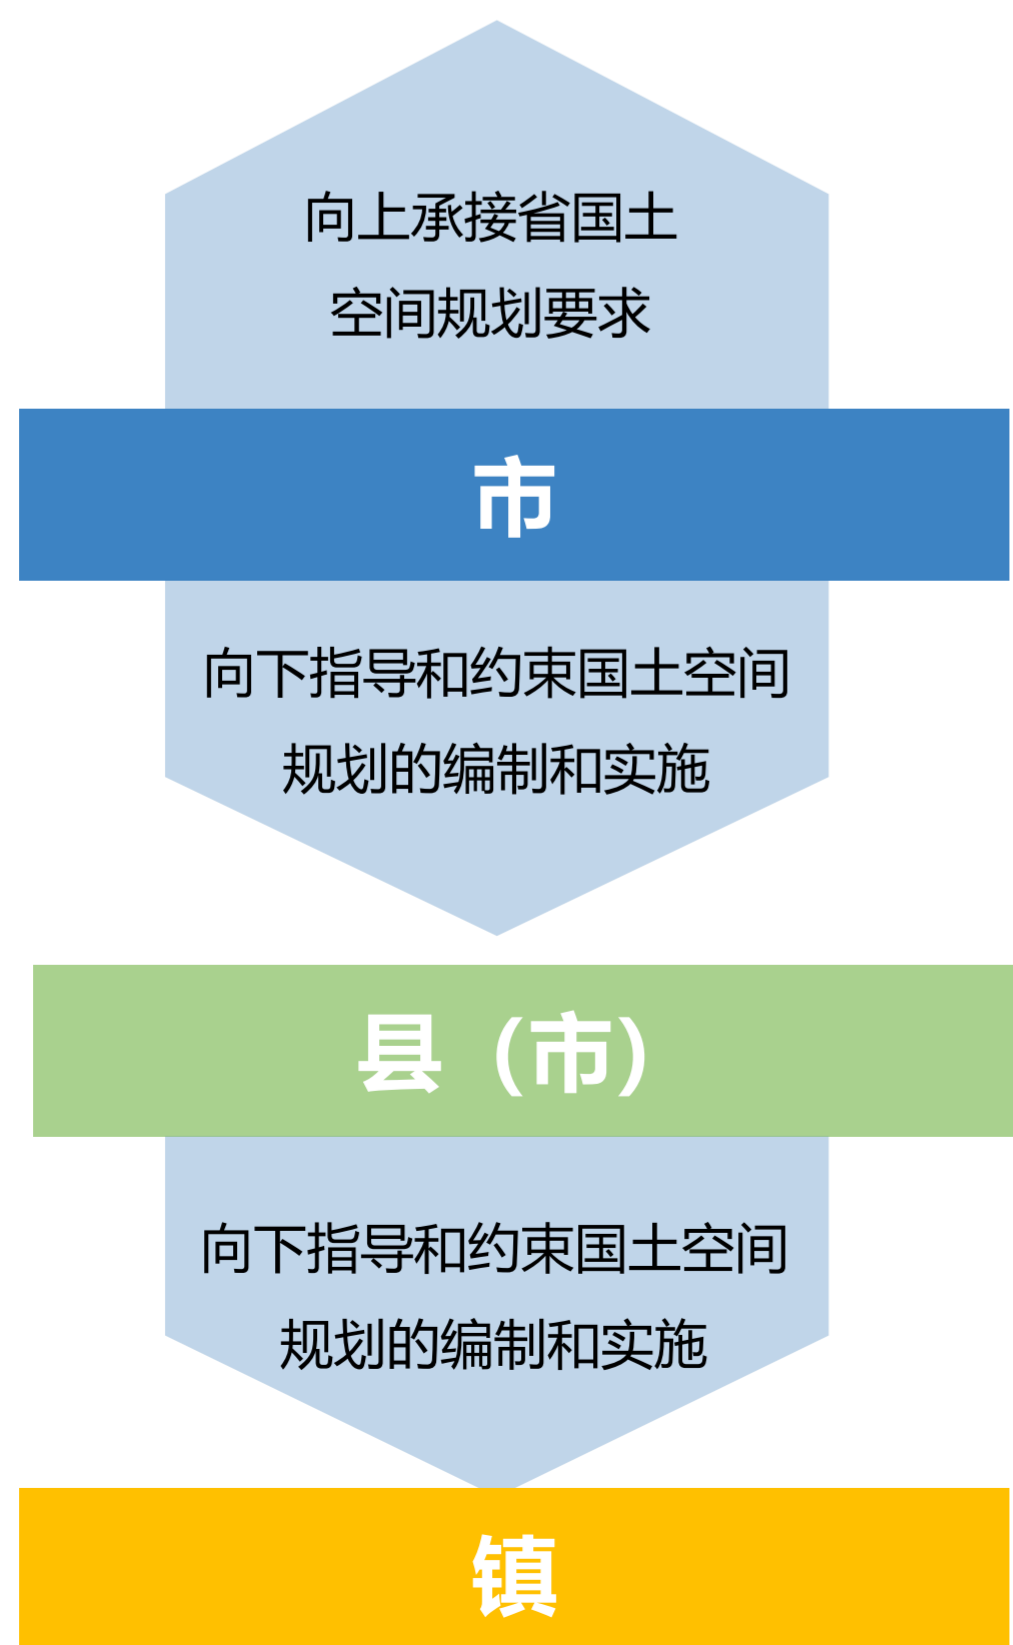 向上承接省国土
空间规划要求
市
向下指导和约束国土空间
规划的编制和实施
县（市）
向下指导和约束国土空间
规划的编制和实施
镇